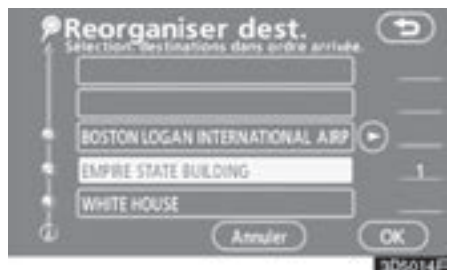 Reorganiser dest.
Sélection: destinations dans ordre arrivée.
BOSTON LOGAN INTERNATIONAL AIRP
EMPIRE STATE BUILDING 1
WHITE HOUSE
Annuler OK
3D5014F